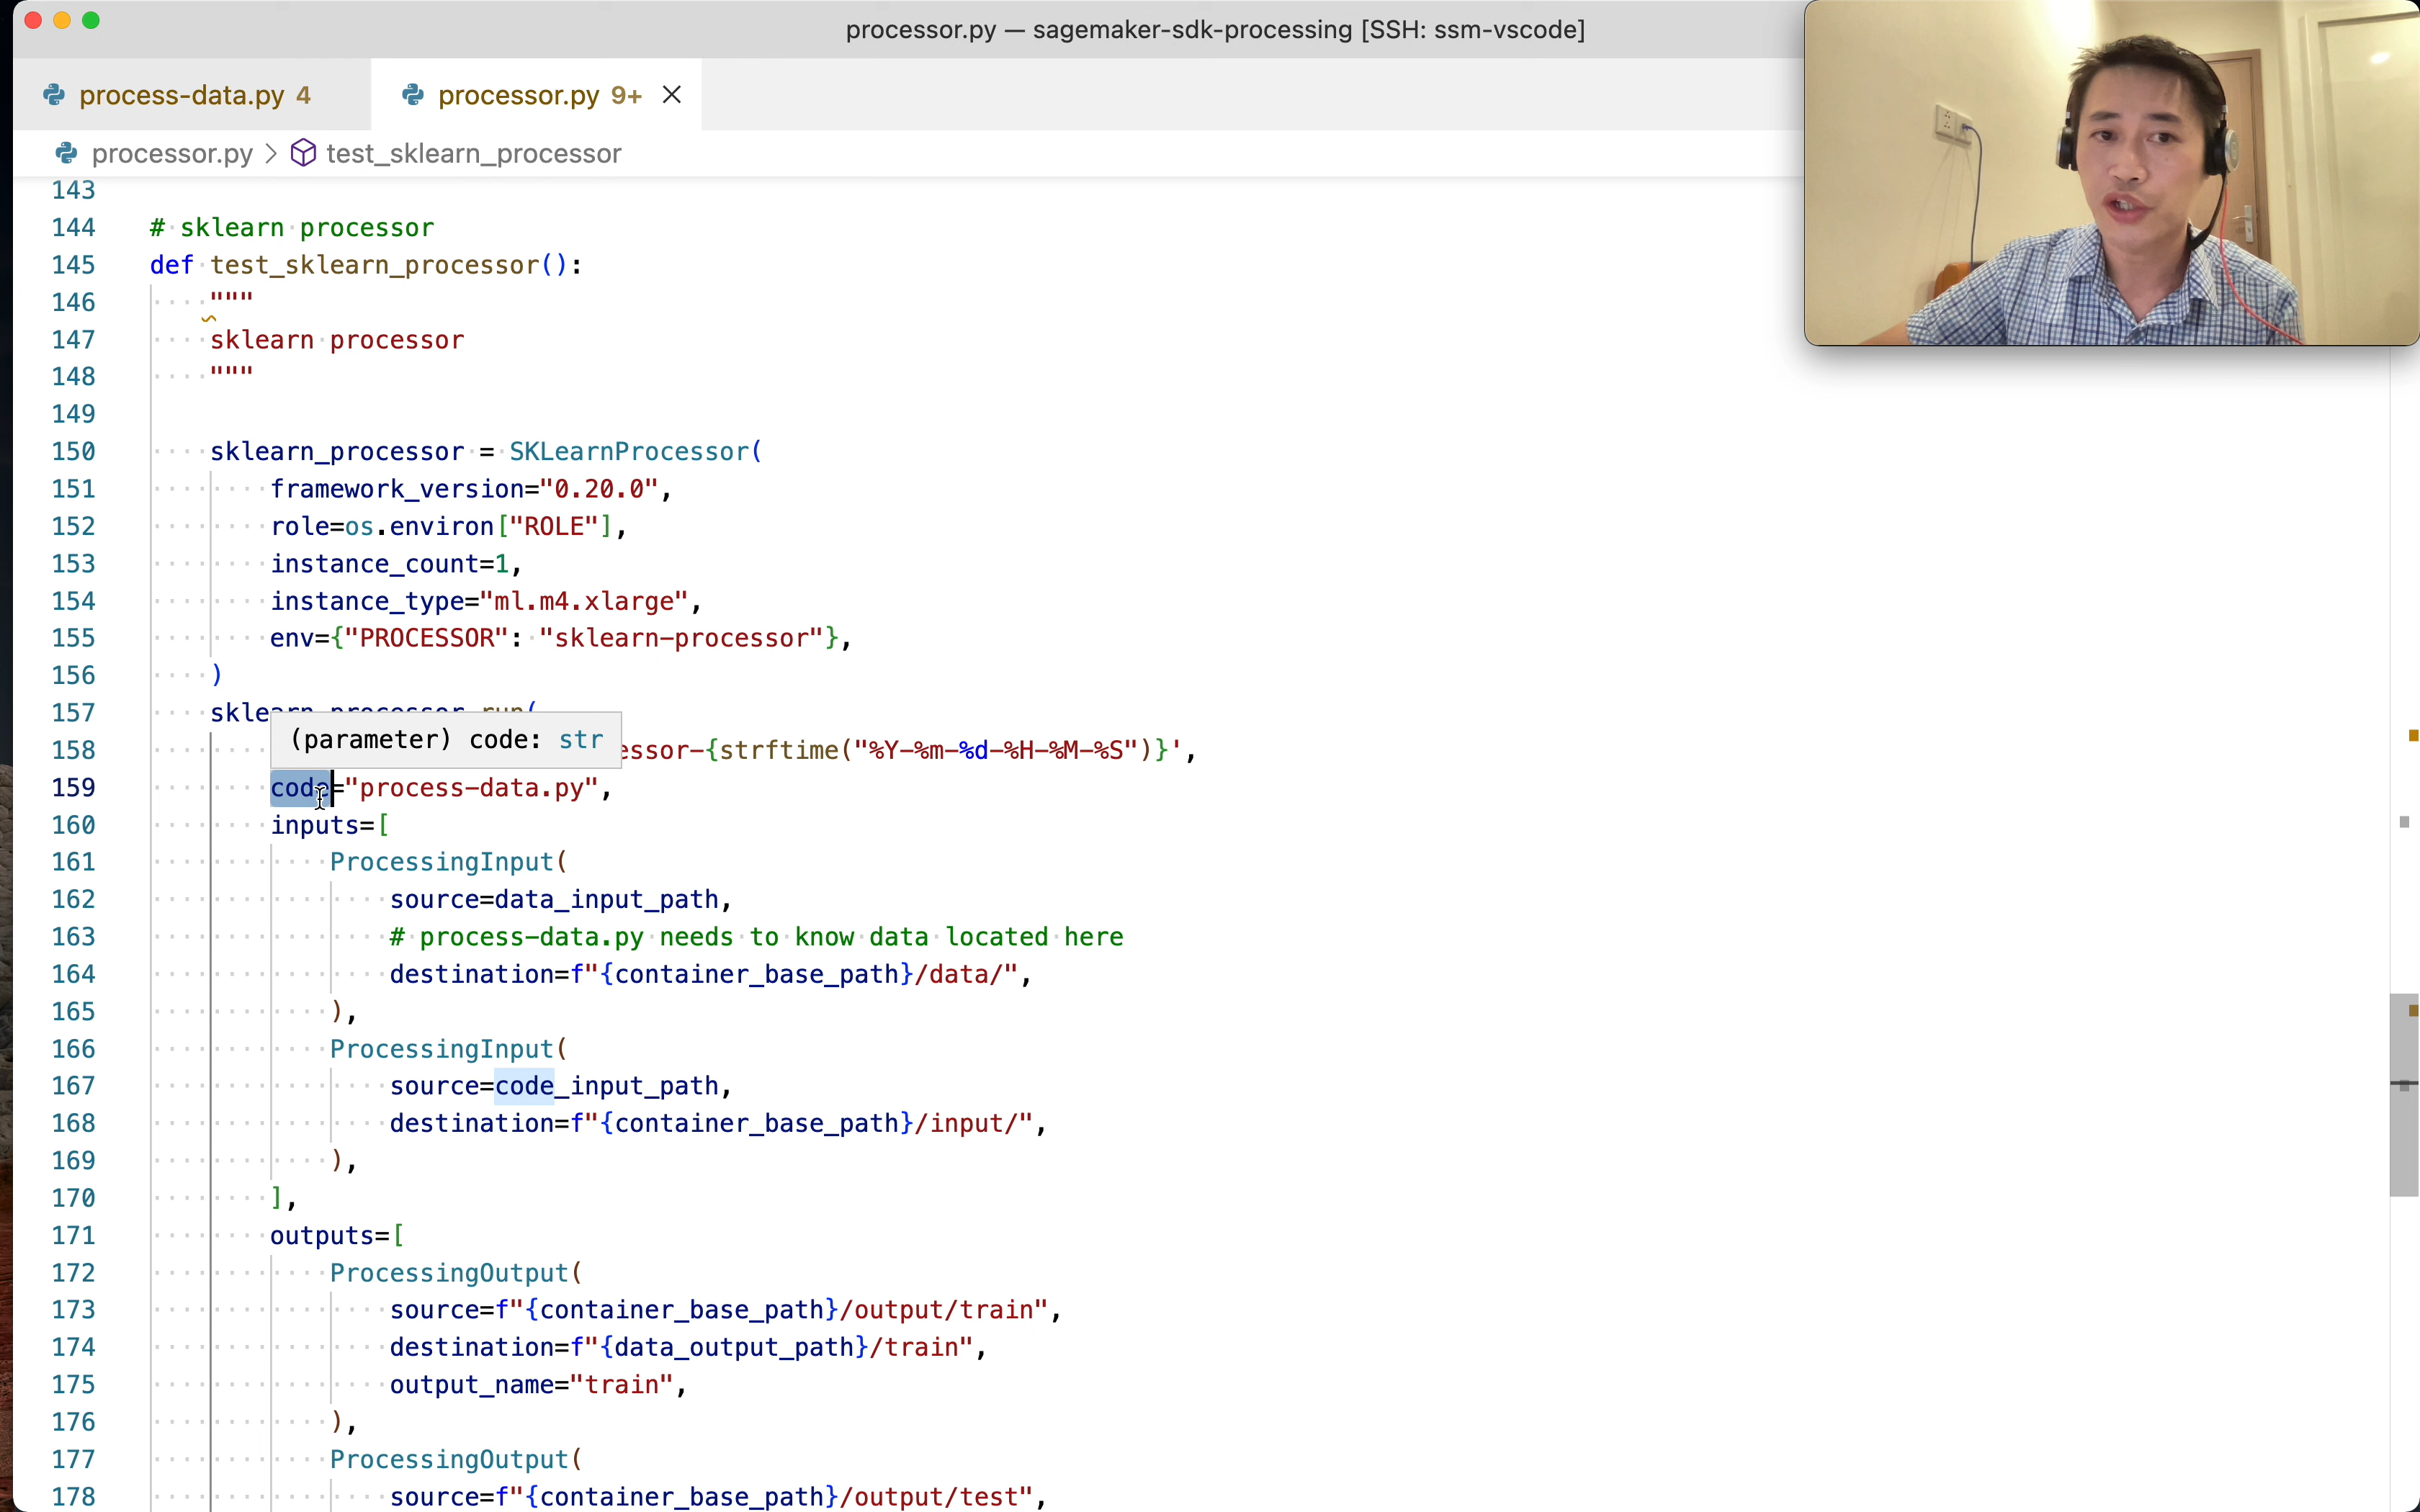 processor.py — sagemaker-sdk-processing [SSH: ssm-vscode]
process-data.py 4
processor.py 9+
processor.py > test_sklearn_processor
143
144 # sklearn processor
145 def test_sklearn_processor():
146 """
147 sklearn processor
148 """
149
150 sklearn_processor = SKLearnProcessor(
151 framework_version="0.20.0",
152 role=os.environ["ROLE"],
153 instance_count=1,
154 instance_type="ml.m4.xlarge",
155 env={"PROCESSOR": "sklearn-processor"},
156 )
157 sklearn_processor.run(
(parameter) code: str
158 essor-{strftime("%Y-%m-%d-%H-%M-%S")}',
159 code="process-data.py",
160 inputs=[
161 ProcessingInput(
162 source=data_input_path,
163 # process-data.py needs to know data located here
164 destination=f"{container_base_path}/data/",
165 ),
166 ProcessingInput(
167 source=code_input_path,
168 destination=f"{container_base_path}/input/",
169 ),
170 ],
171 outputs=[
172 ProcessingOutput(
173 source=f"{container_base_path}/output/train",
174 destination=f"{data_output_path}/train",
175 output_name="train",
176 ),
177 ProcessingOutput(
178 source=f"{container_base_path}/output/test",